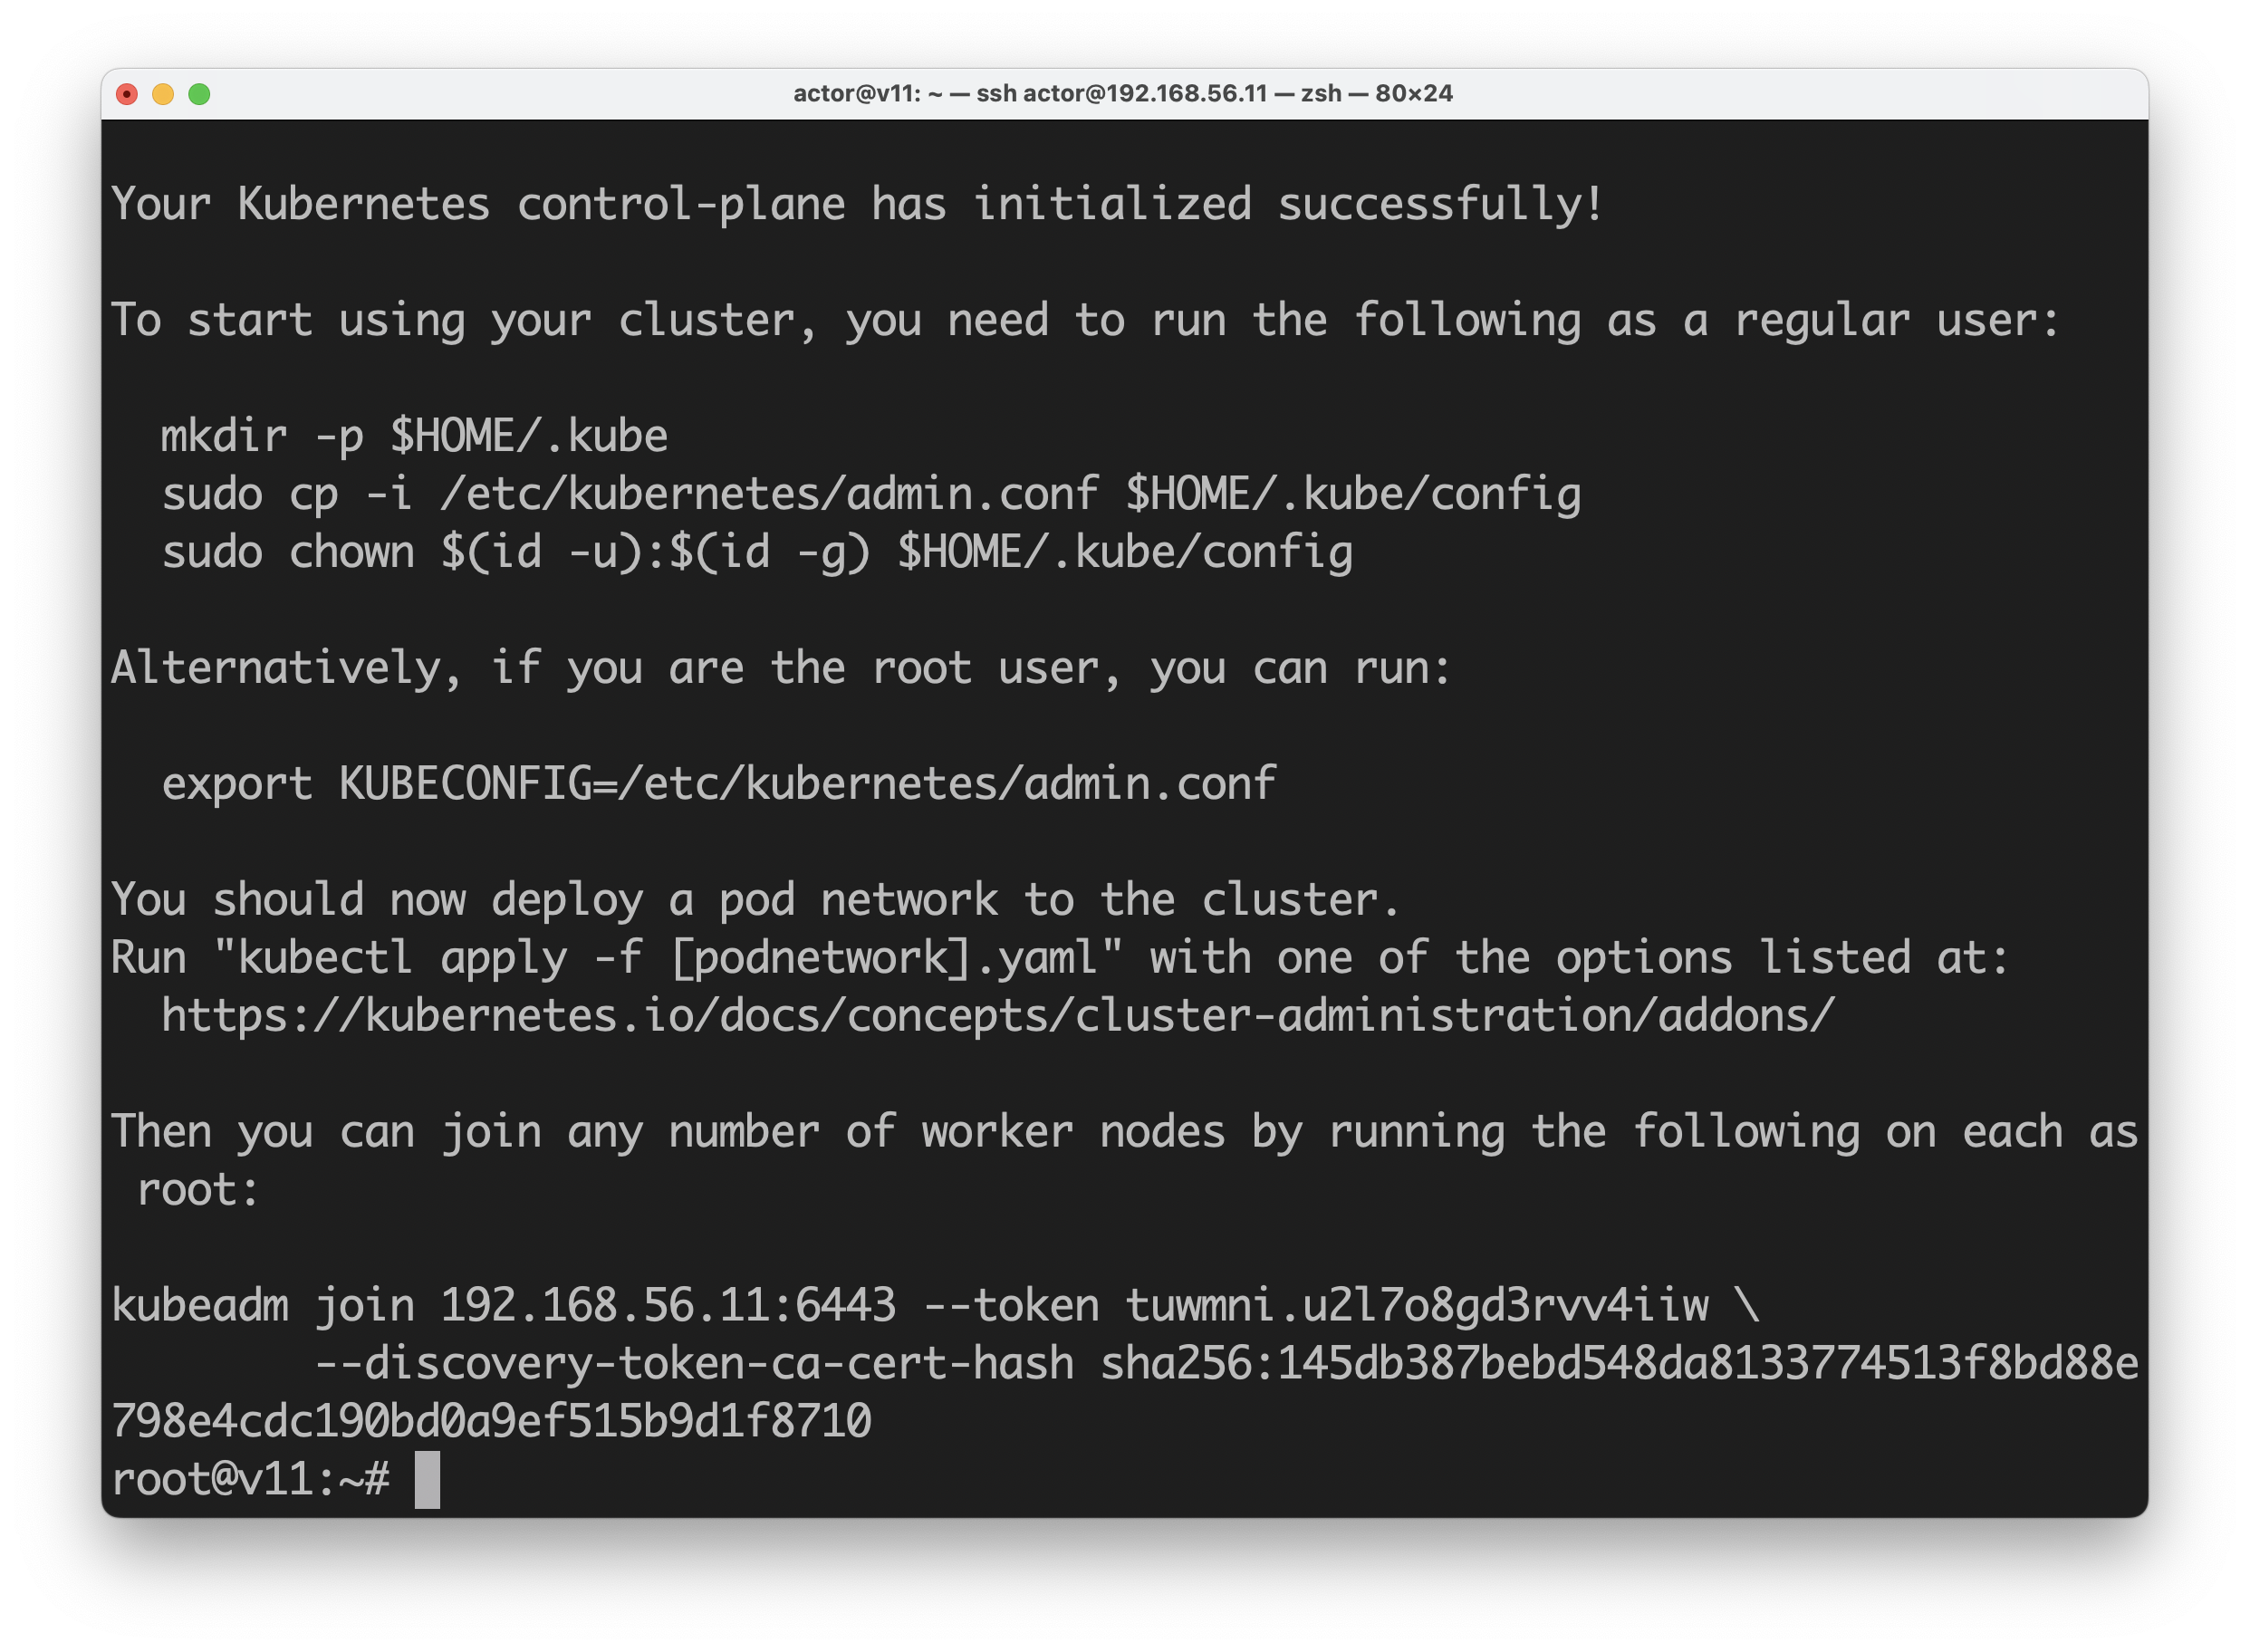 actor@v11: ~ — ssh actor@192.168.56.11 — zsh — 80×24
Your Kubernetes control-plane has initialized successfully!
To start using your cluster, you need to run the following as a regular user:
  mkdir -p $HOME/.kube
  sudo cp -i /etc/kubernetes/admin.conf $HOME/.kube/config
  sudo chown $(id -u):$(id -g) $HOME/.kube/config
Alternatively, if you are the root user, you can run:
  export KUBECONFIG=/etc/kubernetes/admin.conf
You should now deploy a pod network to the cluster.
Run "kubectl apply -f [podnetwork].yaml" with one of the options listed at:
  https://kubernetes.io/docs/concepts/cluster-administration/addons/
Then you can join any number of worker nodes by running the following on each as
 root:
kubeadm join 192.168.56.11:6443 --token tuwmni.u2l7o8gd3rvv4iiw \
        --discovery-token-ca-cert-hash sha256:145db387bebd548da8133774513f8bd88e
798e4cdc190bd0a9ef515b9d1f8710
root@v11:~#